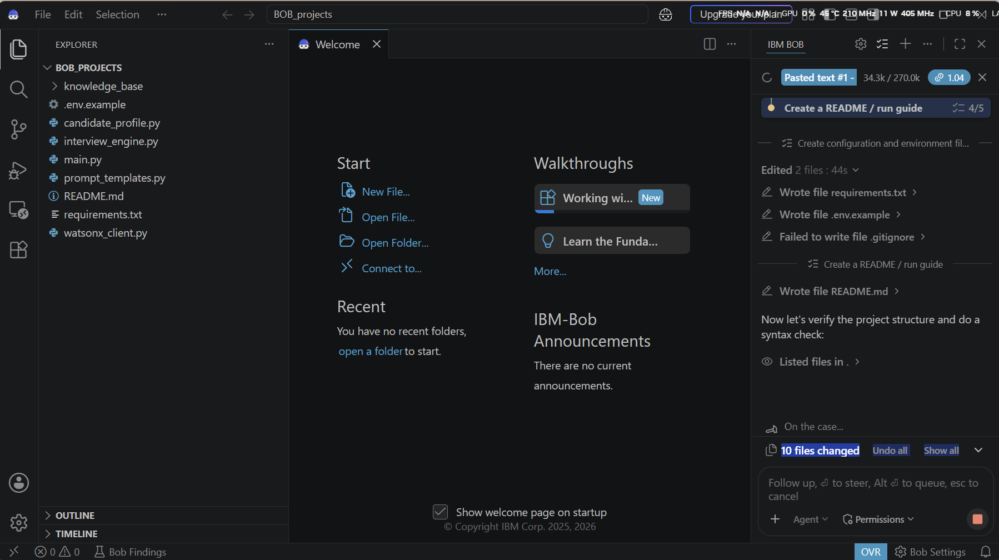 File Edit Selection ···
BOB_projects
Upgrade your plan
FPS N/A N/A GPU 0 % 45 °C 210 MHz 11 W 405 MHz CPU 8 % LA
EXPLORER
BOB_PROJECTS
knowledge_base
.env.example
candidate_profile.py
interview_engine.py
main.py
prompt_templates.py
README.md
requirements.txt
watsonx_client.py
OUTLINE
TIMELINE
Welcome
Start
New File...
Open File...
Open Folder...
Connect to...
Recent
You have no recent folders,
open a folder to start.
Walkthroughs
Working wi... New
Learn the Funda...
More...
IBM-Bob
Announcements
There are no current
announcements.
Show welcome page on startup
© Copyright IBM Corp. 2025, 2026
IBM BOB
Pasted text #1 - 34.3k / 270.0k 1.04
Create a README / run guide 4/5
Create configuration and environment fil...
Edited 2 files : 44s
Wrote file requirements.txt
Wrote file .env.example
Failed to write file .gitignore
Create a README / run guide
Wrote file README.md
Now let's verify the project structure and do a
syntax check:
Listed files in .
On the case...
10 files changed Undo all Show all
Follow up, ⏎ to steer, Alt ⏎ to queue, esc to
cancel
Agent Permissions
0 0 Bob Findings
OVR Bob Settings